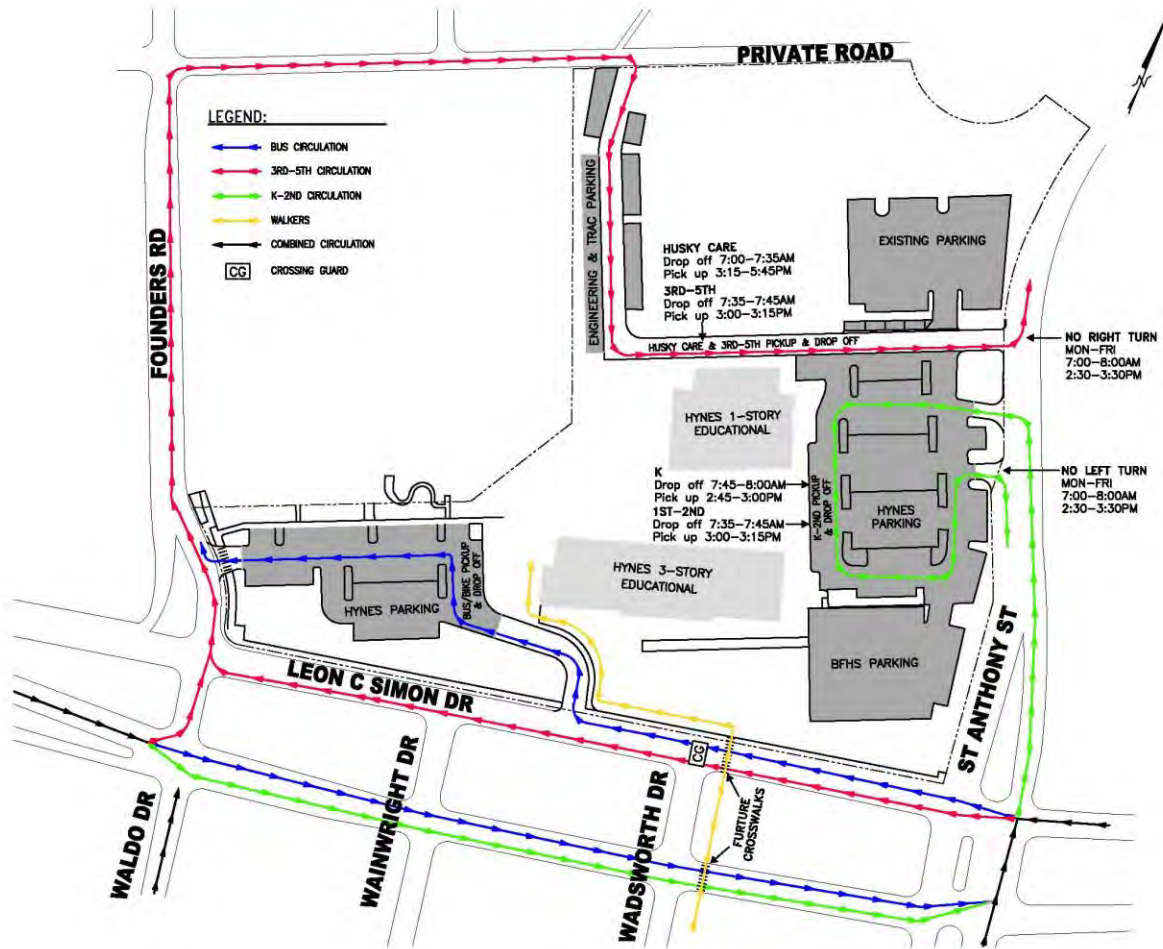 PRIVATE ROAD
N
LEGEND:
BUS CIRCULATION
3RD-5TH CIRCULATION
K-2ND CIRCULATION
WALKERS
COMBINED CIRCULATION
CG CROSSING GUARD
FOUNDERS RD
ENGINEERING & TRAC PARKING
EXISTING PARKING
HUSKY CARE
Drop off 7:00-7:35AM
Pick up 3:15-5:45PM
3RD-5TH
Drop off 7:35-7:45AM
Pick up 3:00-3:15PM
HUSKY CARE & 3RD-5TH PICKUP & DROP OFF
NO RIGHT TURN
MON-FRI
7:00-8:00AM
2:30-3:30PM
HYNES 1-STORY
EDUCATIONAL
K
Drop off 7:45-8:00AM
Pick up 2:45-3:00PM
1ST-2ND
Drop off 7:35-7:45AM
Pick up 3:00-3:15PM
K-2ND PICKUP
& DROP OFF
HYNES
PARKING
NO LEFT TURN
MON-FRI
7:00-8:00AM
2:30-3:30PM
HYNES 3-STORY
EDUCATIONAL
BUS/BIKE PICKUP
& DROP OFF
HYNES PARKING
BFHS PARKING
LEON C SIMON DR
ST ANTHONY ST
CG
WALDO DR
WAINWRIGHT DR
WADSWORTH DR
FURTURE
CROSSWALKS